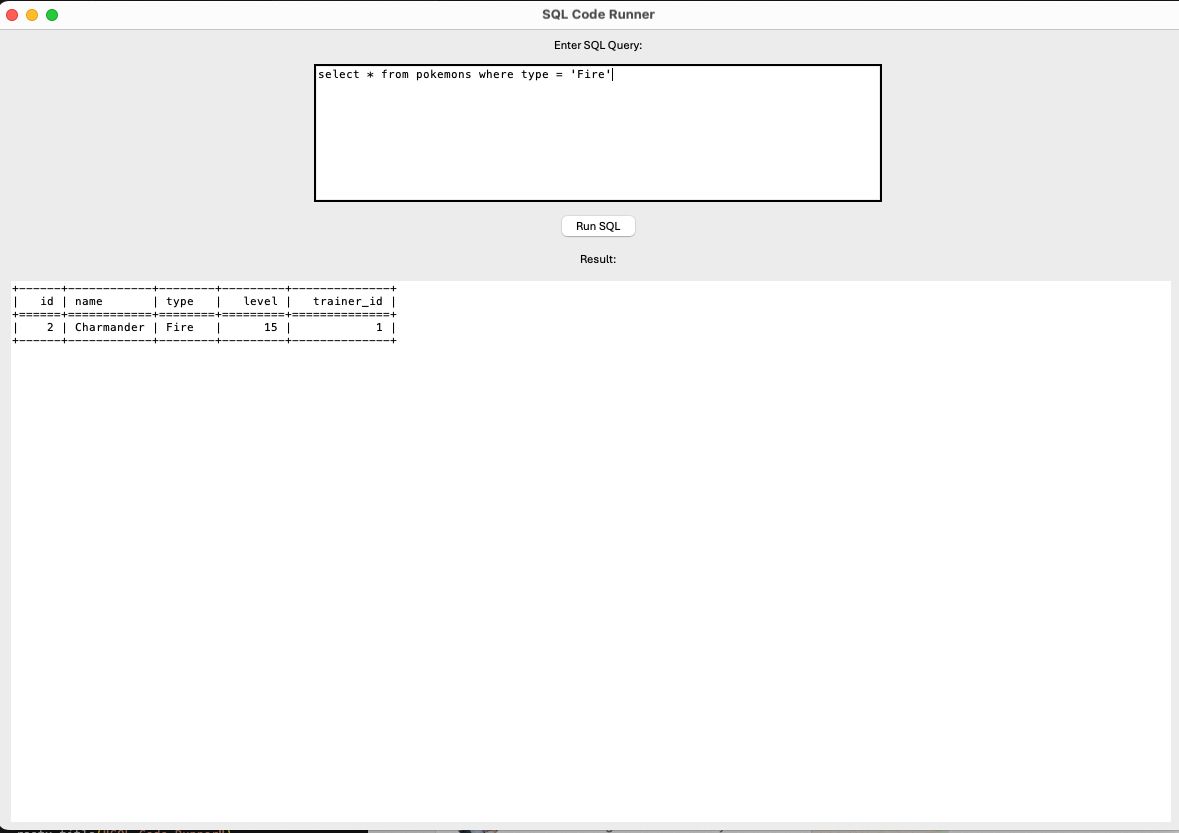 SQL Code Runner
Enter SQL Query:
select * from pokemons where type = 'Fire'
Run SQL
Result:
+------+------------+--------+---------+--------------+
|   id | name       | type   |   level |   trainer_id |
+======+============+========+=========+==============+
|    2 | Charmander | Fire   |      15 |            1 |
+------+------------+--------+---------+--------------+